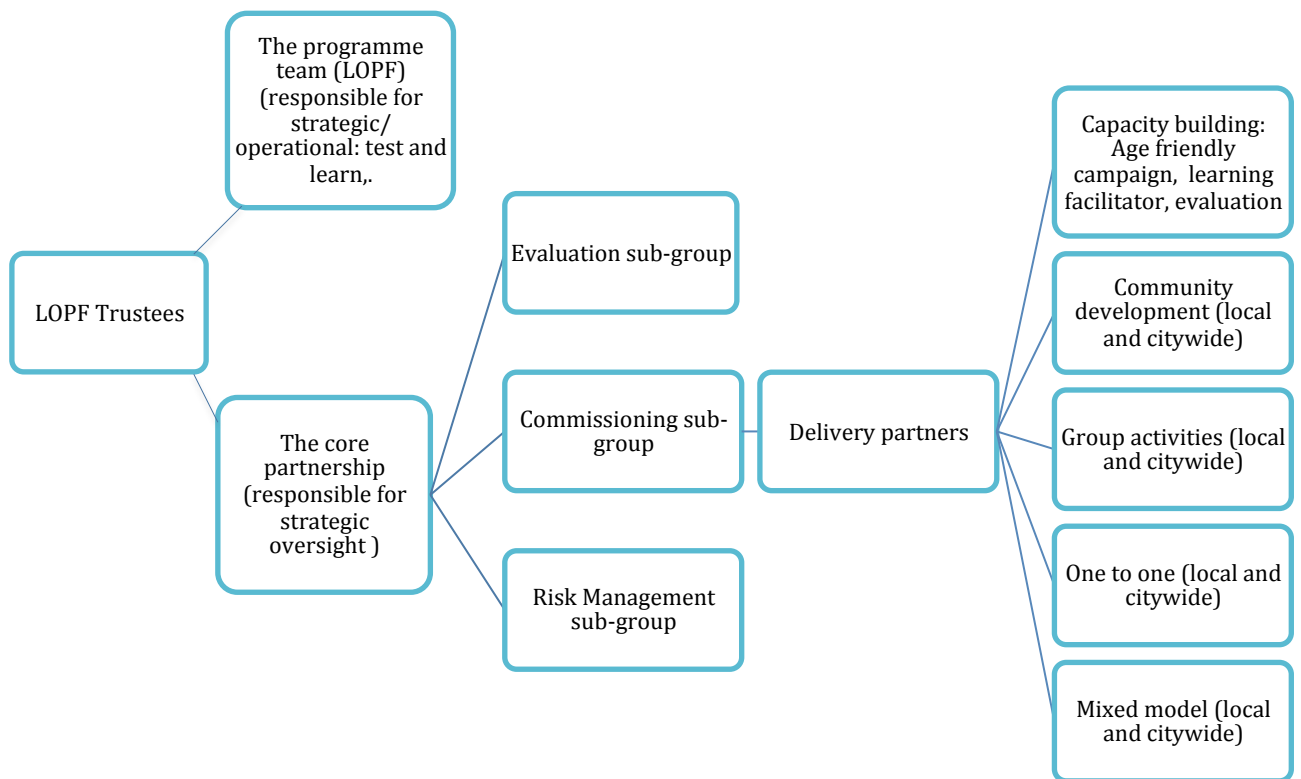 The programme
team (LOPF)
(responsible for
strategic/
operational: test and
learn,.
LOPF Trustees
The core
partnership
(responsible for
strategic
oversight )
Evaluation sub-group
Commissioning sub-
group
Risk Management
sub-group
Delivery partners
Capacity building:
Age friendly
campaign,  learning
facilitator, evaluation
Community
development (local
and citywide)
Group activities (local
and citywide)
One to one (local and
citywide)
Mixed model (local
and citywide)